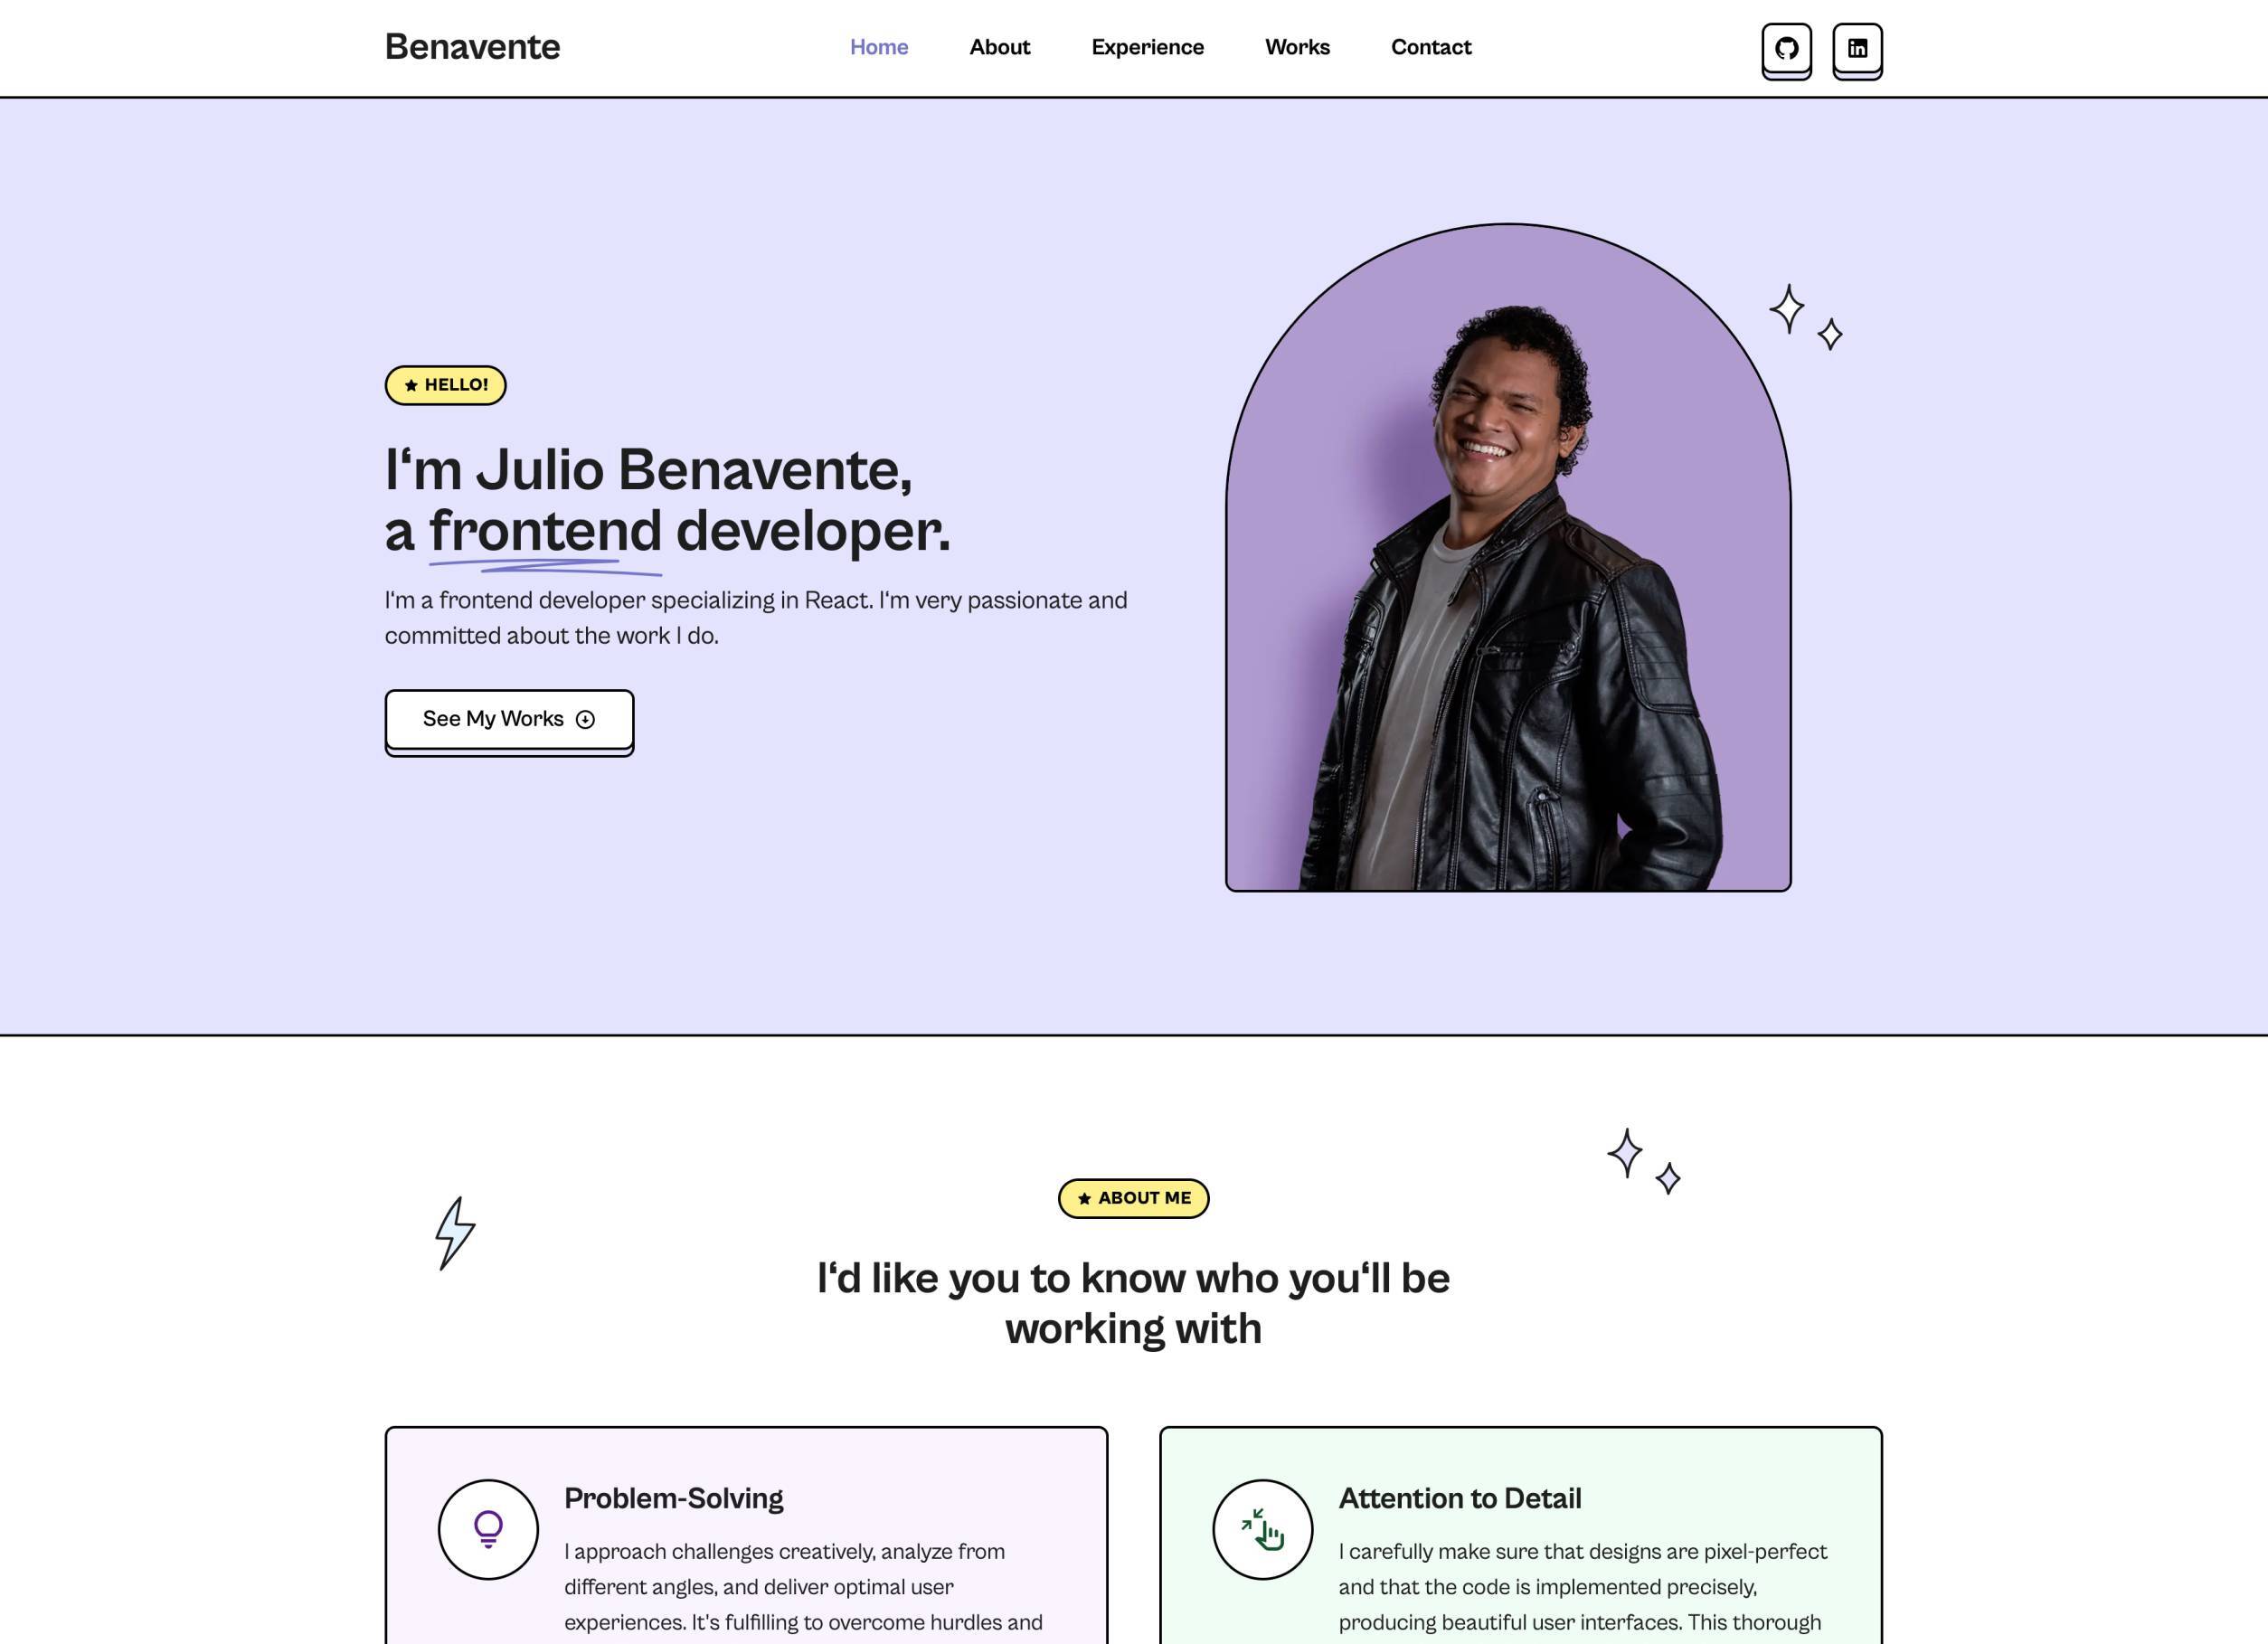 Benavente
Home
About
Experience
Works
Contact
HELLO!
I‘m Julio Benavente,
a frontend developer.
I‘m a frontend developer specializing in React. I‘m very passionate and
committed about the work I do.
See My Works
ABOUT ME
I‘d like you to know who you‘ll be
working with
Problem-Solving
I approach challenges creatively, analyze from
different angles, and deliver optimal user
experiences. It's fulfilling to overcome hurdles and
Attention to Detail
I carefully make sure that designs are pixel-perfect
and that the code is implemented precisely,
producing beautiful user interfaces. This thorough